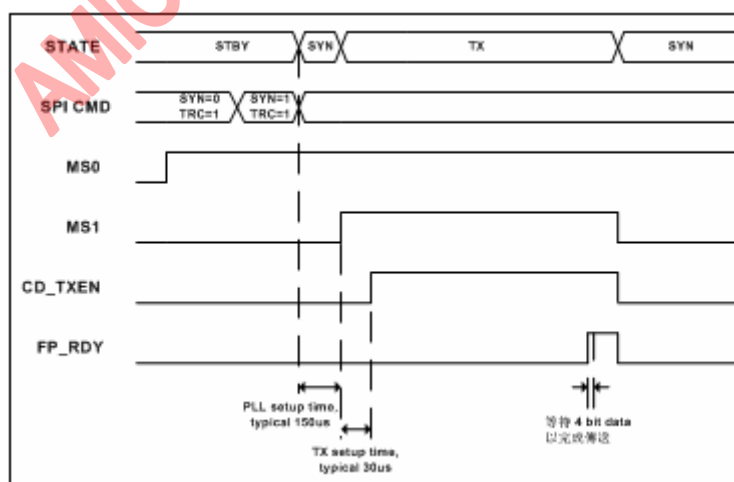 AMIC
STATE
STBY
SYN
TX
SYN
SPI CMD
SYN=0
TRC=1
SYN=1
TRC=1
MS0
MS1
CD_TXEN
FP_RDY
PLL setup time,
typical 150us
TX setup time,
typical 30us
等待 4 bit data
以完成傳送